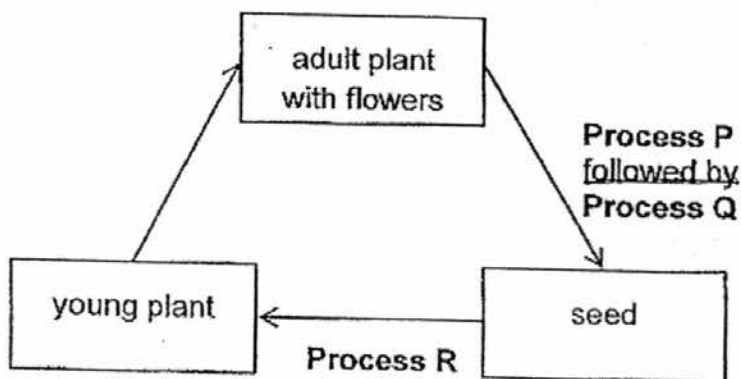 adult plant
with flowers
Process P
followed by
Process Q
young plant
seed
Process R